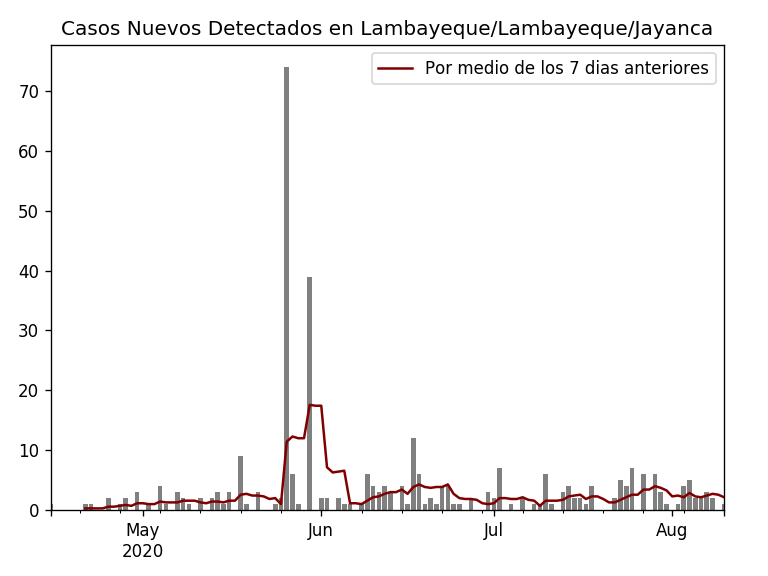 Casos Nuevos Detectados en Lambayeque/Lambayeque/Jayanca
Por medio de los 7 dias anteriores
70
60
50
40
30
20
10
0
May
2020
Jun
Jul
Aug